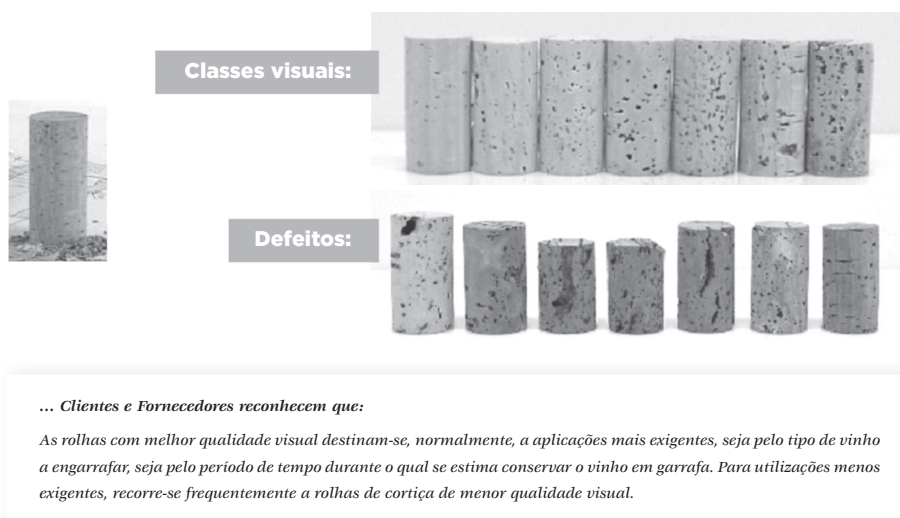 Classes visuais:
Defeitos:
... Clientes e Fornecedores reconhecem que:
As rolhas com melhor qualidade visual destinam-se, normalmente, a aplicações mais exigentes, seja pelo tipo de vinho
a engarrafar, seja pelo período de tempo durante o qual se estima conservar o vinho em garrafa. Para utilizações menos
exigentes, recorre-se frequentemente a rolhas de cortiça de menor qualidade visual.